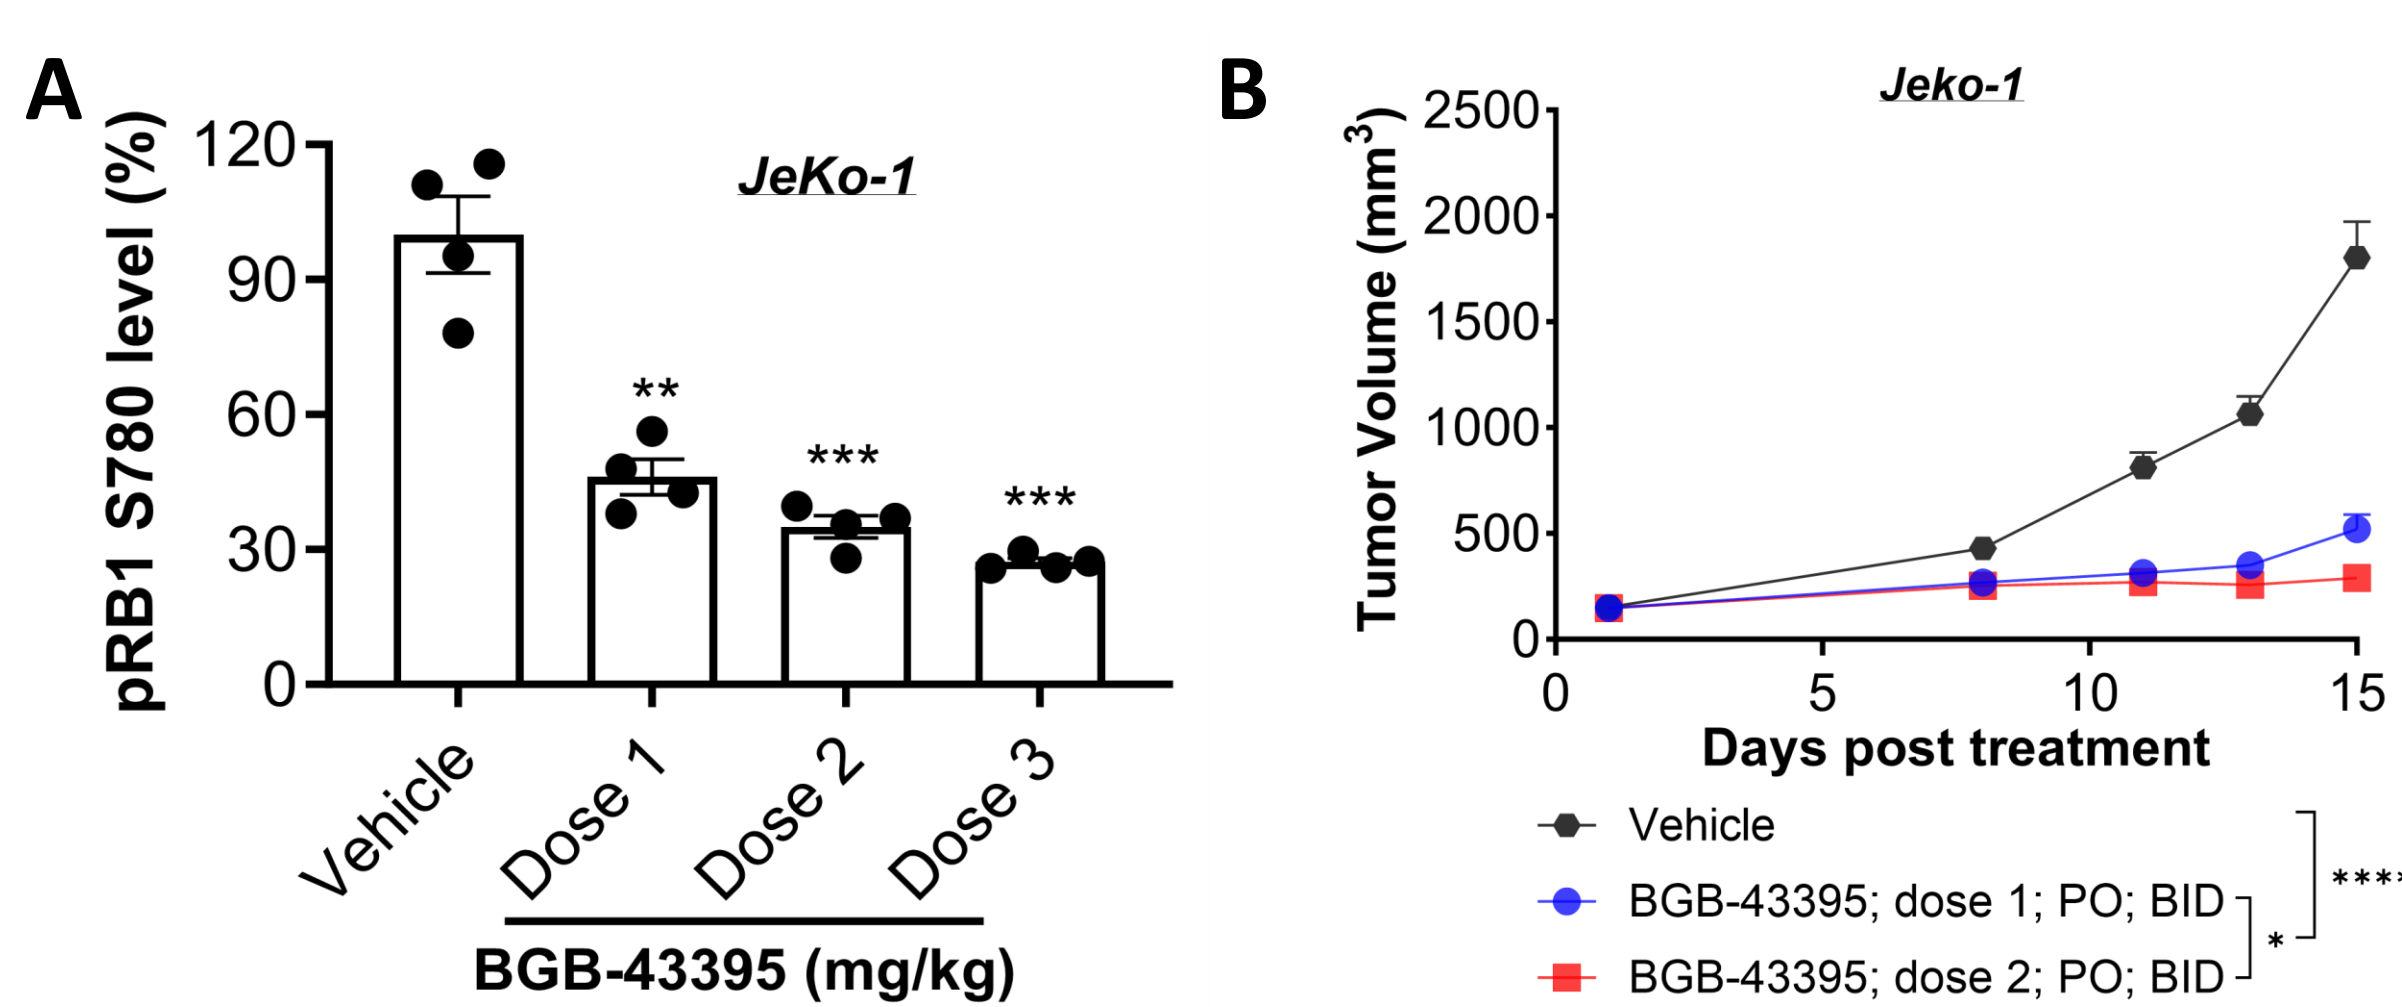 A
pRB1 S780 level (%)
JeKo-1
120
90
60
30
0
**
***
***
Vehicle
Dose 1
Dose 2
Dose 3
BGB-43395 (mg/kg)
B
Jeko-1
Tumor Volume (mm³)
2500
2000
1500
1000
500
0
0 5 10 15
Days post treatment
Vehicle
BGB-43395; dose 1; PO; BID
BGB-43395; dose 2; PO; BID
****
*